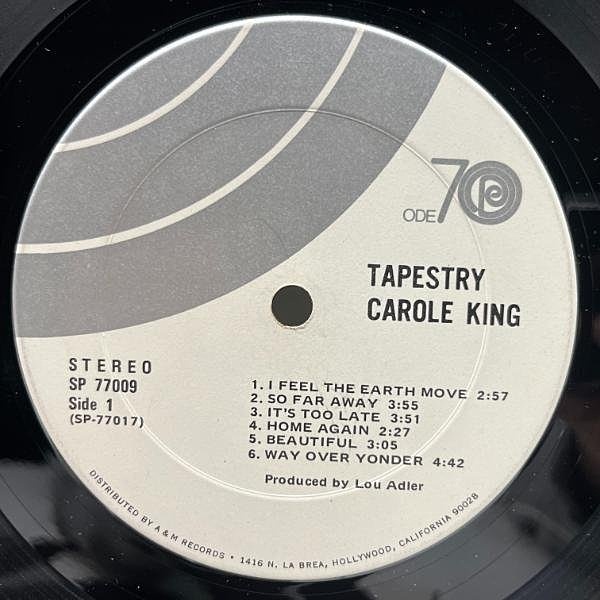 ODE 70
TAPESTRY
CAROLE KING
STEREO
SP 77009
Side 1
(SP-77017)
1. I FEEL THE EARTH MOVE 2:57
2. SO FAR AWAY 3:55
3. IT'S TOO LATE 3:51
4. HOME AGAIN 2:27
5. BEAUTIFUL 3:05
6. WAY OVER YONDER 4:42
Produced by Lou Adler
DISTRIBUTED BY A & M RECORDS • 1416 N. LA BREA, HOLLYWOOD, CALIFORNIA 90028